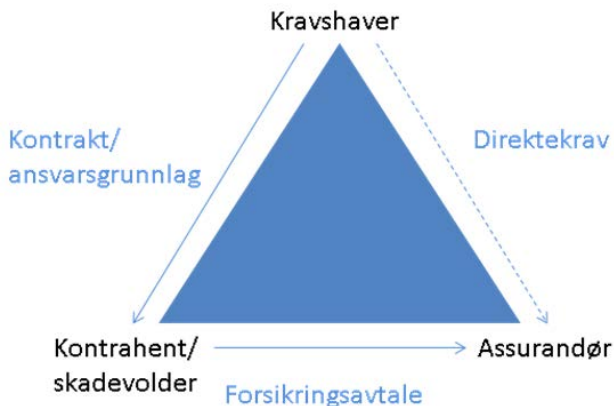 Kravshaver
Kontrakt/
ansvarsgrunnlag
Direktekrav
Kontrahent/
skadevolder
Assurandør
Forsikringsavtale